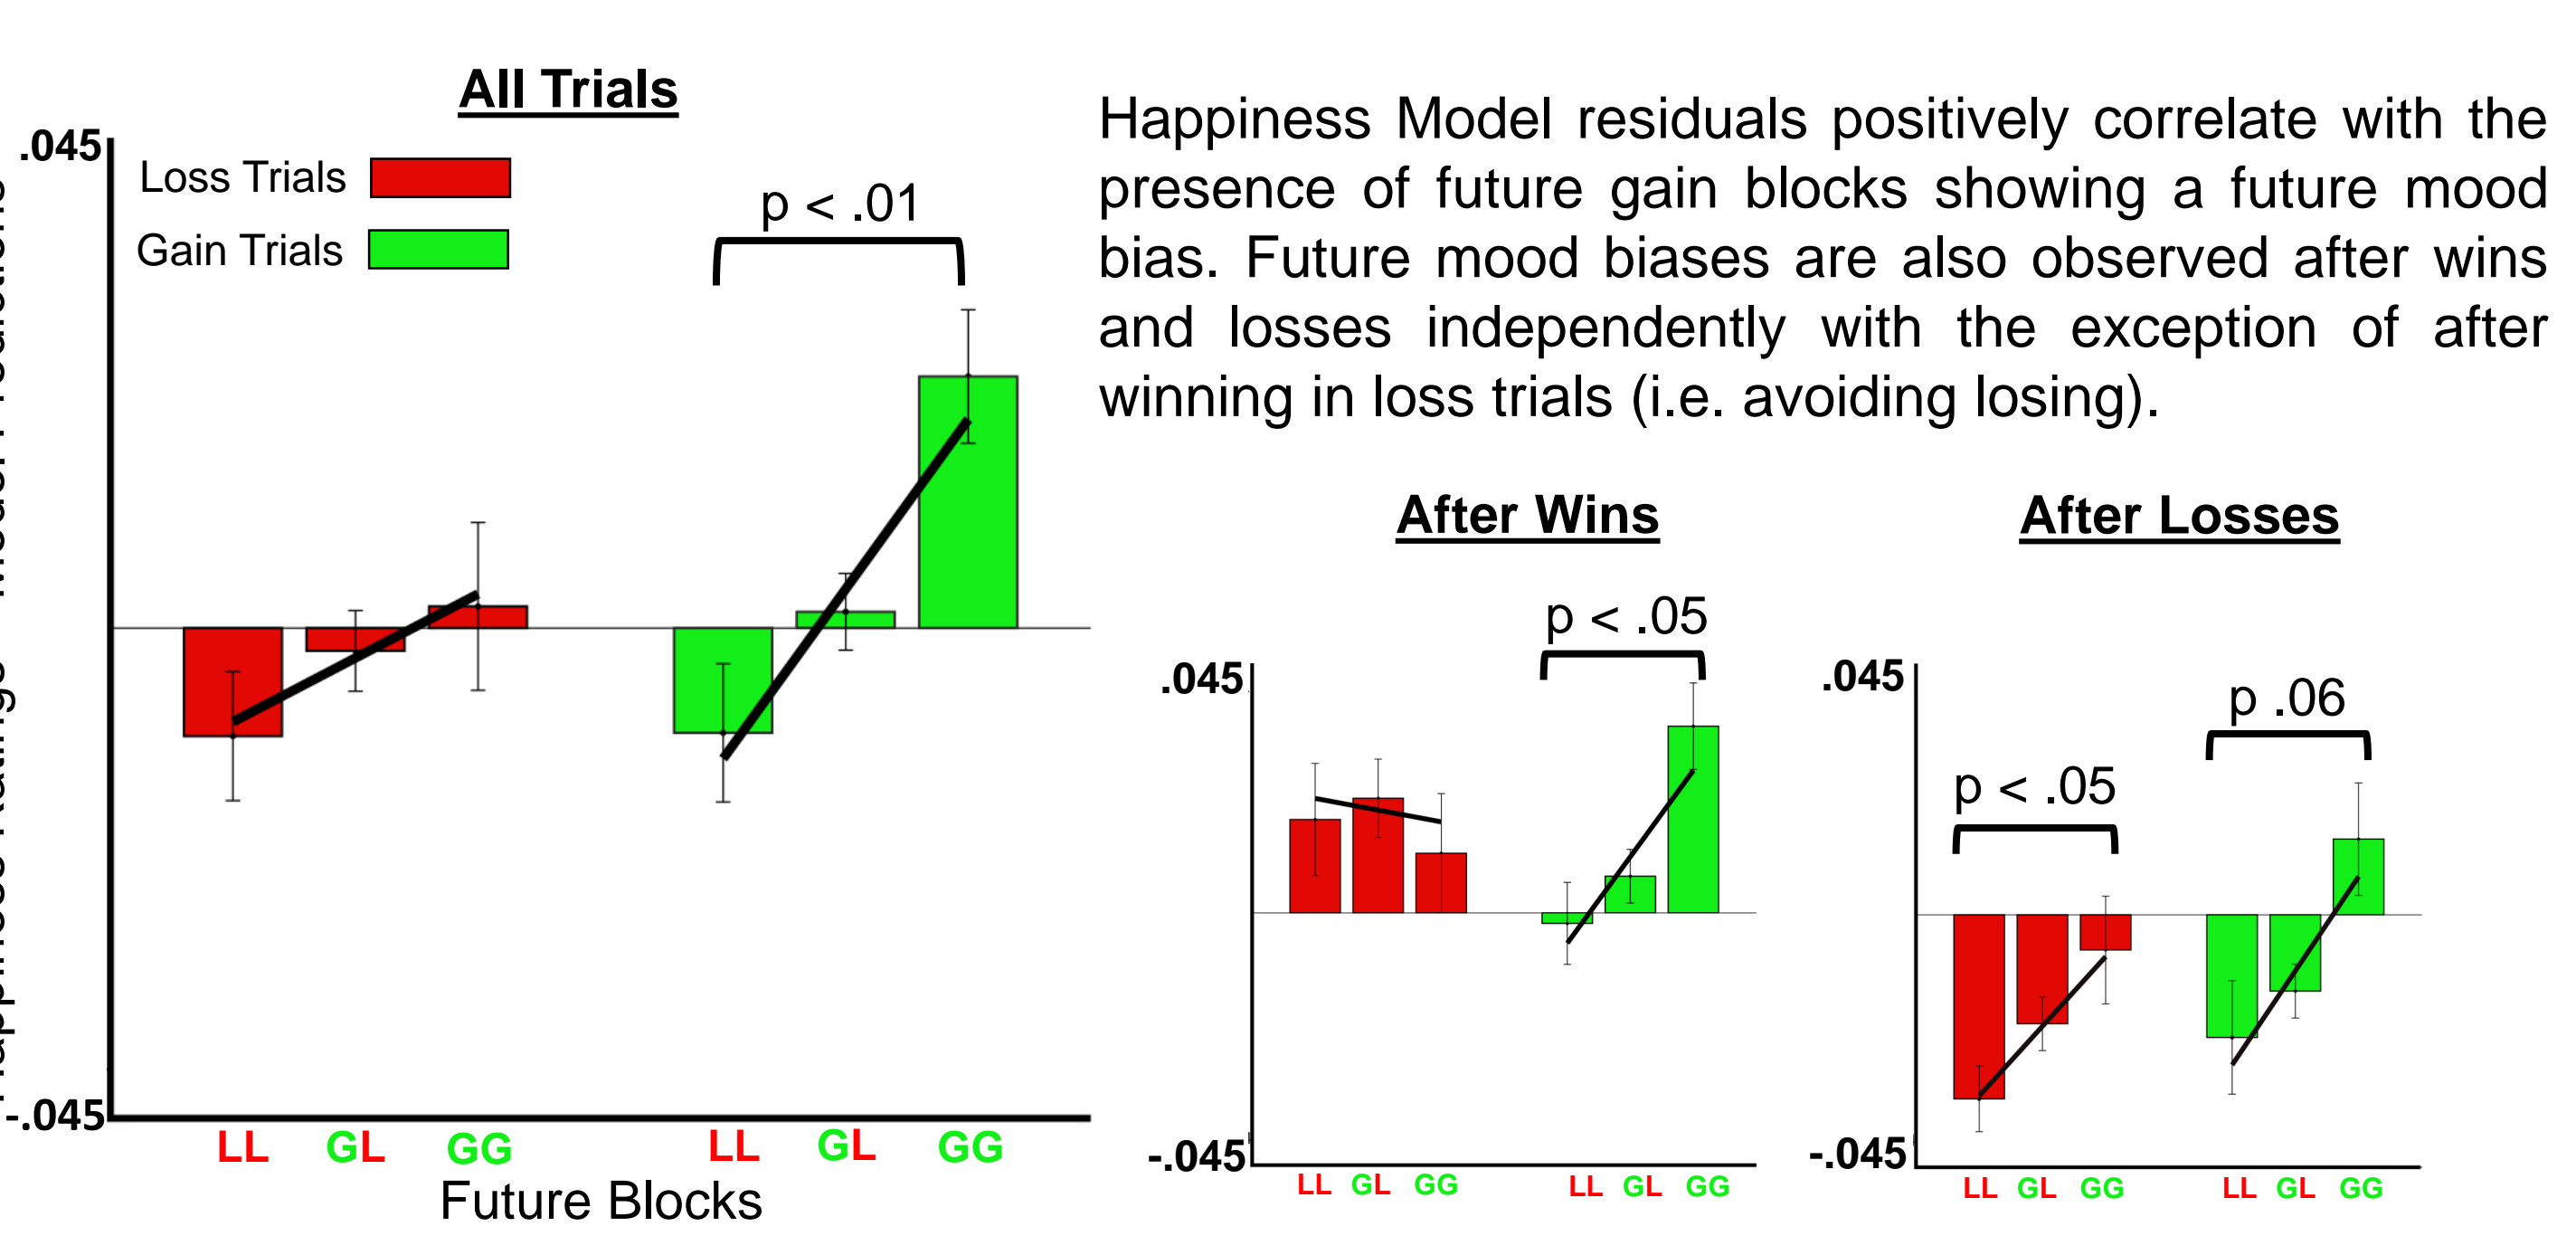 All Trials
.045
Loss Trials
Gain Trials
p < .01
-.045
LL GL GG LL GL GG
Future Blocks
Happiness Model residuals positively correlate with the
presence of future gain blocks showing a future mood
bias. Future mood biases are also observed after wins
and losses independently with the exception of after
winning in loss trials (i.e. avoiding losing).
After Wins
.045
p < .05
-.045
LL GL GG LL GL GG
After Losses
.045
p < .05
p .06
-.045
LL GL GG LL GL GG